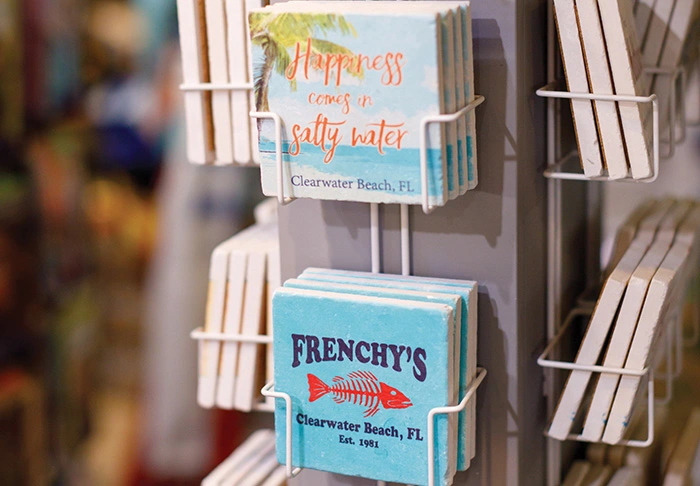 Happiness
comes in
salty water
Clearwater Beach, FL
FRENCHY'S
Clearwater Beach, FL
Est. 1981